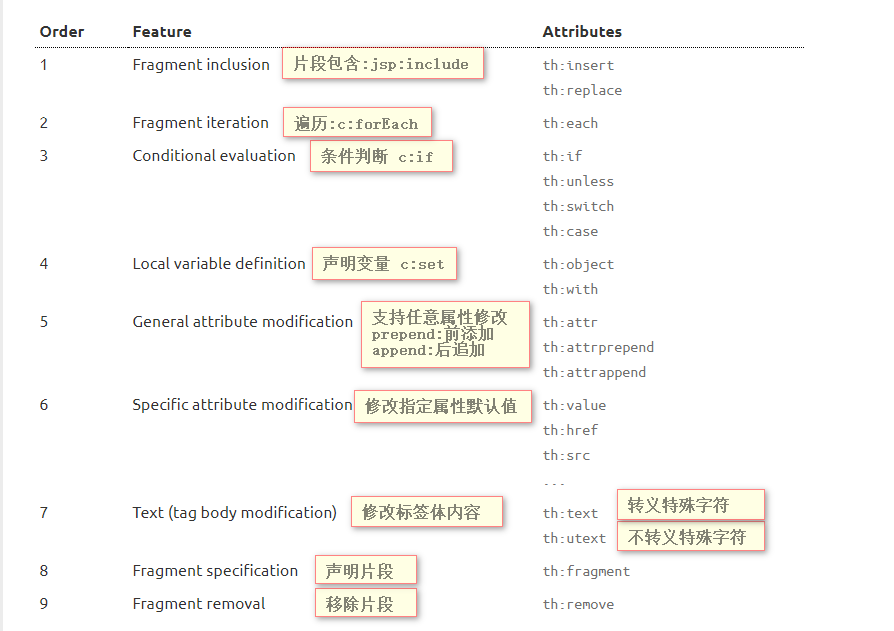 Order Feature Attributes
1 Fragment inclusion 片段包含:jsp:include th:insert
th:replace
2 Fragment iteration 遍历:c:forEach th:each
3 Conditional evaluation 条件判断 c:if th:if
th:unless
th:switch
th:case
4 Local variable definition 声明变量 c:set th:object
th:with
5 General attribute modification 支持任意属性修改 th:attr
prepend:前添加 th:attrprepend
append:后追加 th:attrappend
6 Specific attribute modification 修改指定属性默认值 th:value
th:href
th:src
...
7 Text (tag body modification) 修改标签体内容 th:text 转义特殊字符
th:utext 不转义特殊字符
8 Fragment specification 声明片段 th:fragment
9 Fragment removal 移除片段 th:remove